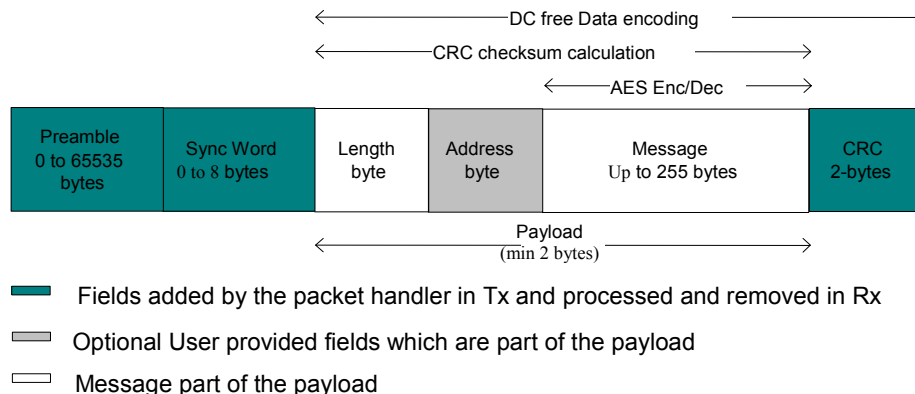 DC free Data encoding
CRC checksum calculation
AES Enc/Dec
Preamble
0 to 65535
bytes
Sync Word
0 to 8 bytes
Length
byte
Address
byte
Message
Up to 255 bytes
CRC
2-bytes
Payload
(min 2 bytes)
Fields added by the packet handler in Tx and processed and removed in Rx
Optional User provided fields which are part of the payload
Message part of the payload